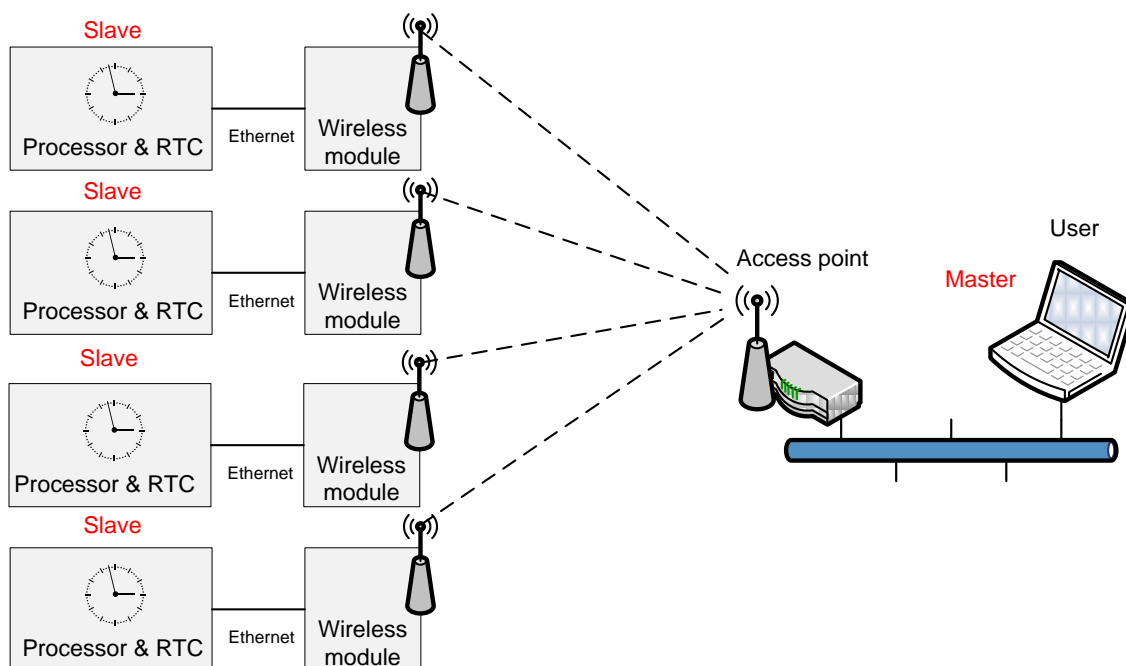 Slave
Processor & RTC
Ethernet
Wireless
module
Slave
Processor & RTC
Ethernet
Wireless
module
Access point
User
Master
Slave
Processor & RTC
Ethernet
Wireless
module
Slave
Processor & RTC
Ethernet
Wireless
module